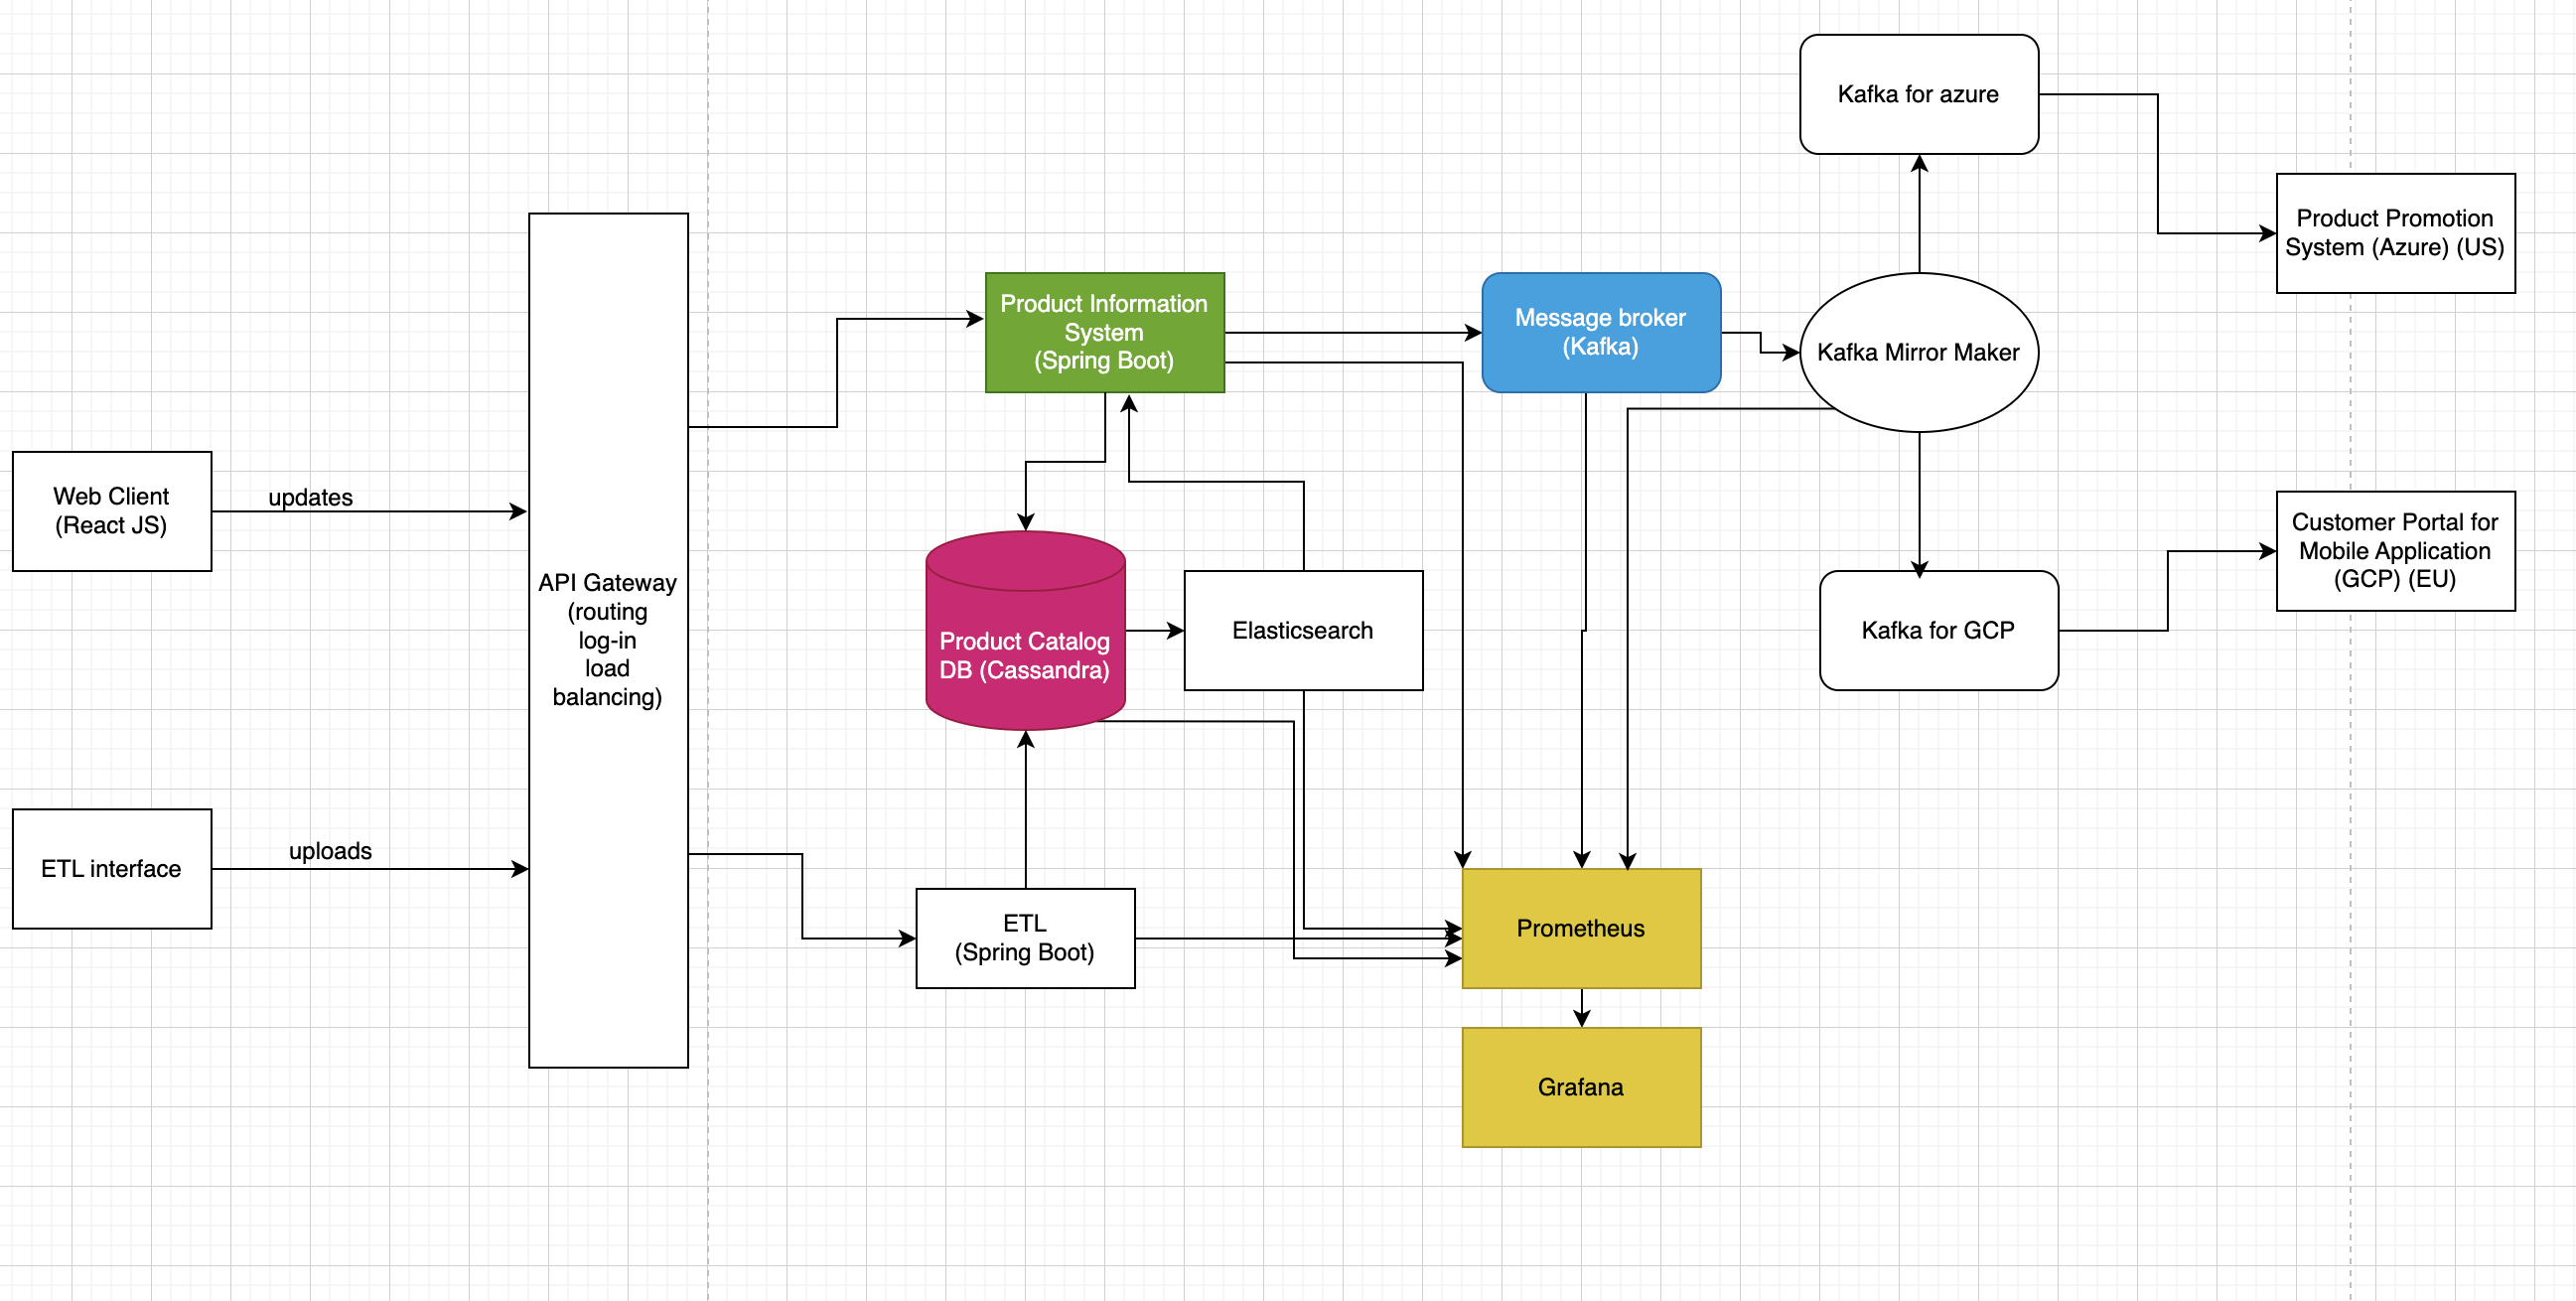 Kafka for azure
Product Promotion
System (Azure) (US)
Product Information
System
(Spring Boot)
Message broker
(Kafka)
Kafka Mirror Maker
Web Client
(React JS)
updates
Customer Portal for
Mobile Application
(GCP) (EU)
API Gateway
(routing
log-in
load
balancing)
Product Catalog
DB (Cassandra)
Elasticsearch
Kafka for GCP
ETL interface
uploads
ETL
(Spring Boot)
Prometheus
Grafana